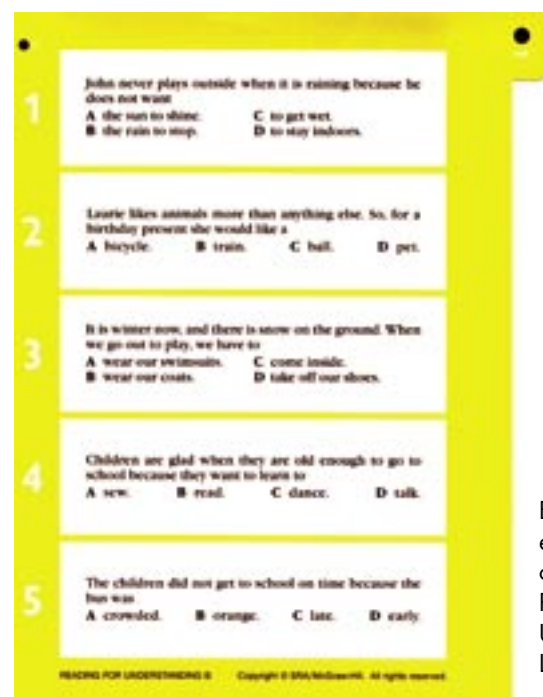 1
John never plays outside when it is raining because he
does not want
A the sun to shine. C to get wet.
B the rain to stop. D to stay indoors.
2
Laurie likes animals more than anything else. So, for a
birthday present she would like a
A bicycle. B train. C ball. D pet.
3
It is winter now, and there is snow on the ground. When
we go out to play, we have to
A wear our swimsuits. C come inside.
B wear our coats. D take off our shoes.
4
Children are glad when they are old enough to go to
school because they want to learn to
A sew. B read. C dance. D talk.
5
The children did not get to school on time because the
bus was
A crowded. B orange. C late. D early.
READING FOR UNDERSTANDING B Copyright © SRA/McGraw-Hill. All rights reserved.